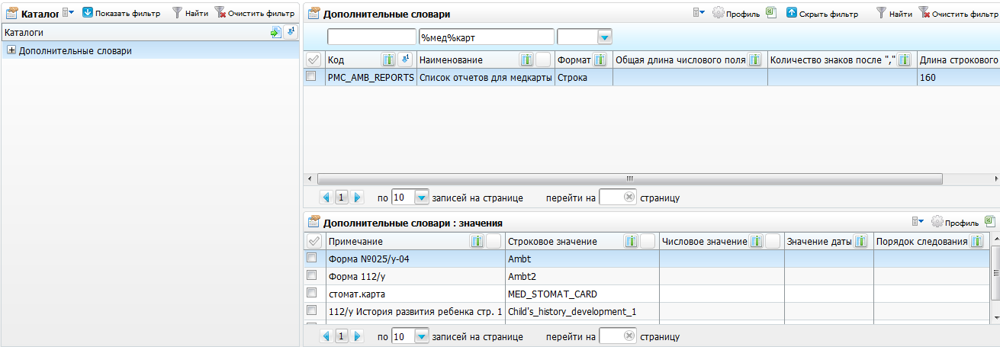 Каталог Показать фильтр Найти Очистить фильтр
Каталоги
Дополнительные словари
Дополнительные словари Профиль Скрыть фильтр Найти Очистить фильтр
%мед%карт
Код Наименование Формат Общая длина числового поля Количество знаков после "," Длина строкового
PMC_AMB_REPORTS Список отчетов для медкарты Строка 160
1 по 10 записей на странице перейти на страницу
Дополнительные словари : значения Профиль
Примечание Строковое значение Числовое значение Значение даты Порядок следования
Форма №025/у-04 Ambt
Форма 112/у Ambt2
стомат.карта MED_STOMAT_CARD
112/у История развития ребенка стр. 1 Child's_history_development_1
1 по 10 записей на странице перейти на страницу